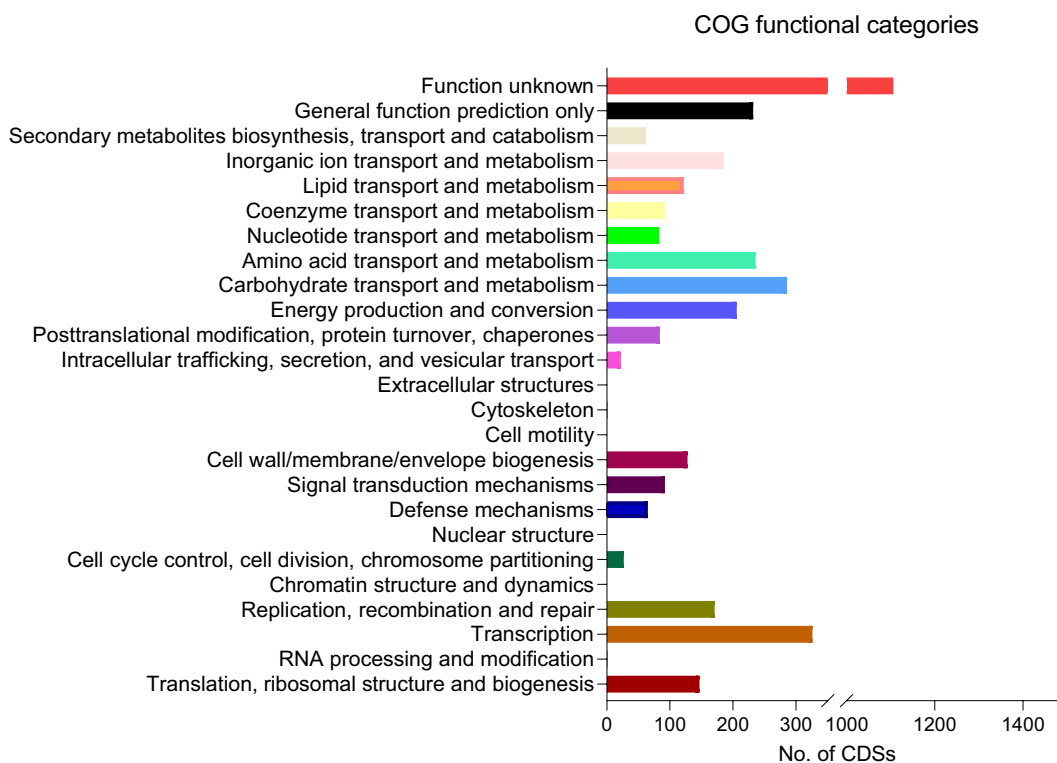 COG functional categories
Function unknown
General function prediction only
Secondary metabolites biosynthesis, transport and catabolism
Inorganic ion transport and metabolism
Lipid transport and metabolism
Coenzyme transport and metabolism
Nucleotide transport and metabolism
Amino acid transport and metabolism
Carbohydrate transport and metabolism
Energy production and conversion
Posttranslational modification, protein turnover, chaperones
Intracellular trafficking, secretion, and vesicular transport
Extracellular structures
Cytoskeleton
Cell motility
Cell wall/membrane/envelope biogenesis
Signal transduction mechanisms
Defense mechanisms
Nuclear structure
Cell cycle control, cell division, chromosome partitioning
Chromatin structure and dynamics
Replication, recombination and repair
Transcription
RNA processing and modification
Translation, ribosomal structure and biogenesis
0 100 200 300 1000 1200 1400
No. of CDSs